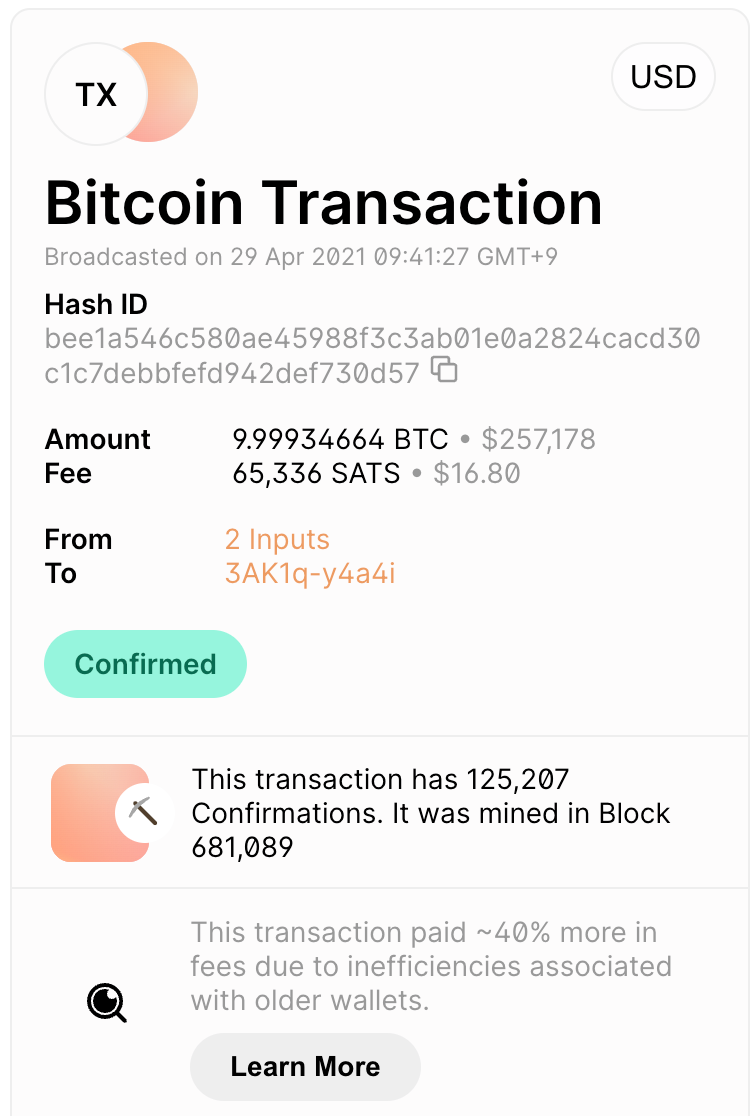 TX
USD
Bitcoin Transaction
Broadcasted on 29 Apr 2021 09:41:27 GMT+9
Hash ID
bee1a546c580ae45988f3c3ab01e0a2824cacd30
c1c7debbfefd942def730d57
Amount 9.99934664 BTC • $257,178
Fee 65,336 SATS • $16.80
From 2 Inputs
To 3AK1q-y4a4i
Confirmed
This transaction has 125,207
Confirmations. It was mined in Block
681,089
This transaction paid ~40% more in
fees due to inefficiencies associated
with older wallets.
Learn More